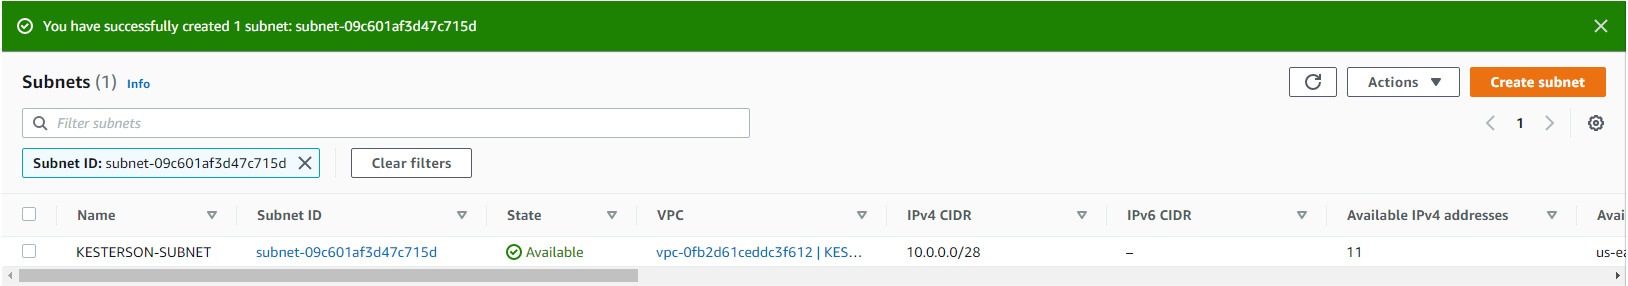 You have successfully created 1 subnet: subnet-09c601af3d47c715d
Subnets (1) Info
Actions
Create subnet
Filter subnets
1
Subnet ID: subnet-09c601af3d47c715d
Clear filters
Name Subnet ID State VPC IPv4 CIDR IPv6 CIDR Available IPv4 addresses Avai
KESTERSON-SUBNET subnet-09c601af3d47c715d Available vpc-0fb2d61ceddc3f612 | KES... 10.0.0.0/28 – 11 us-ea